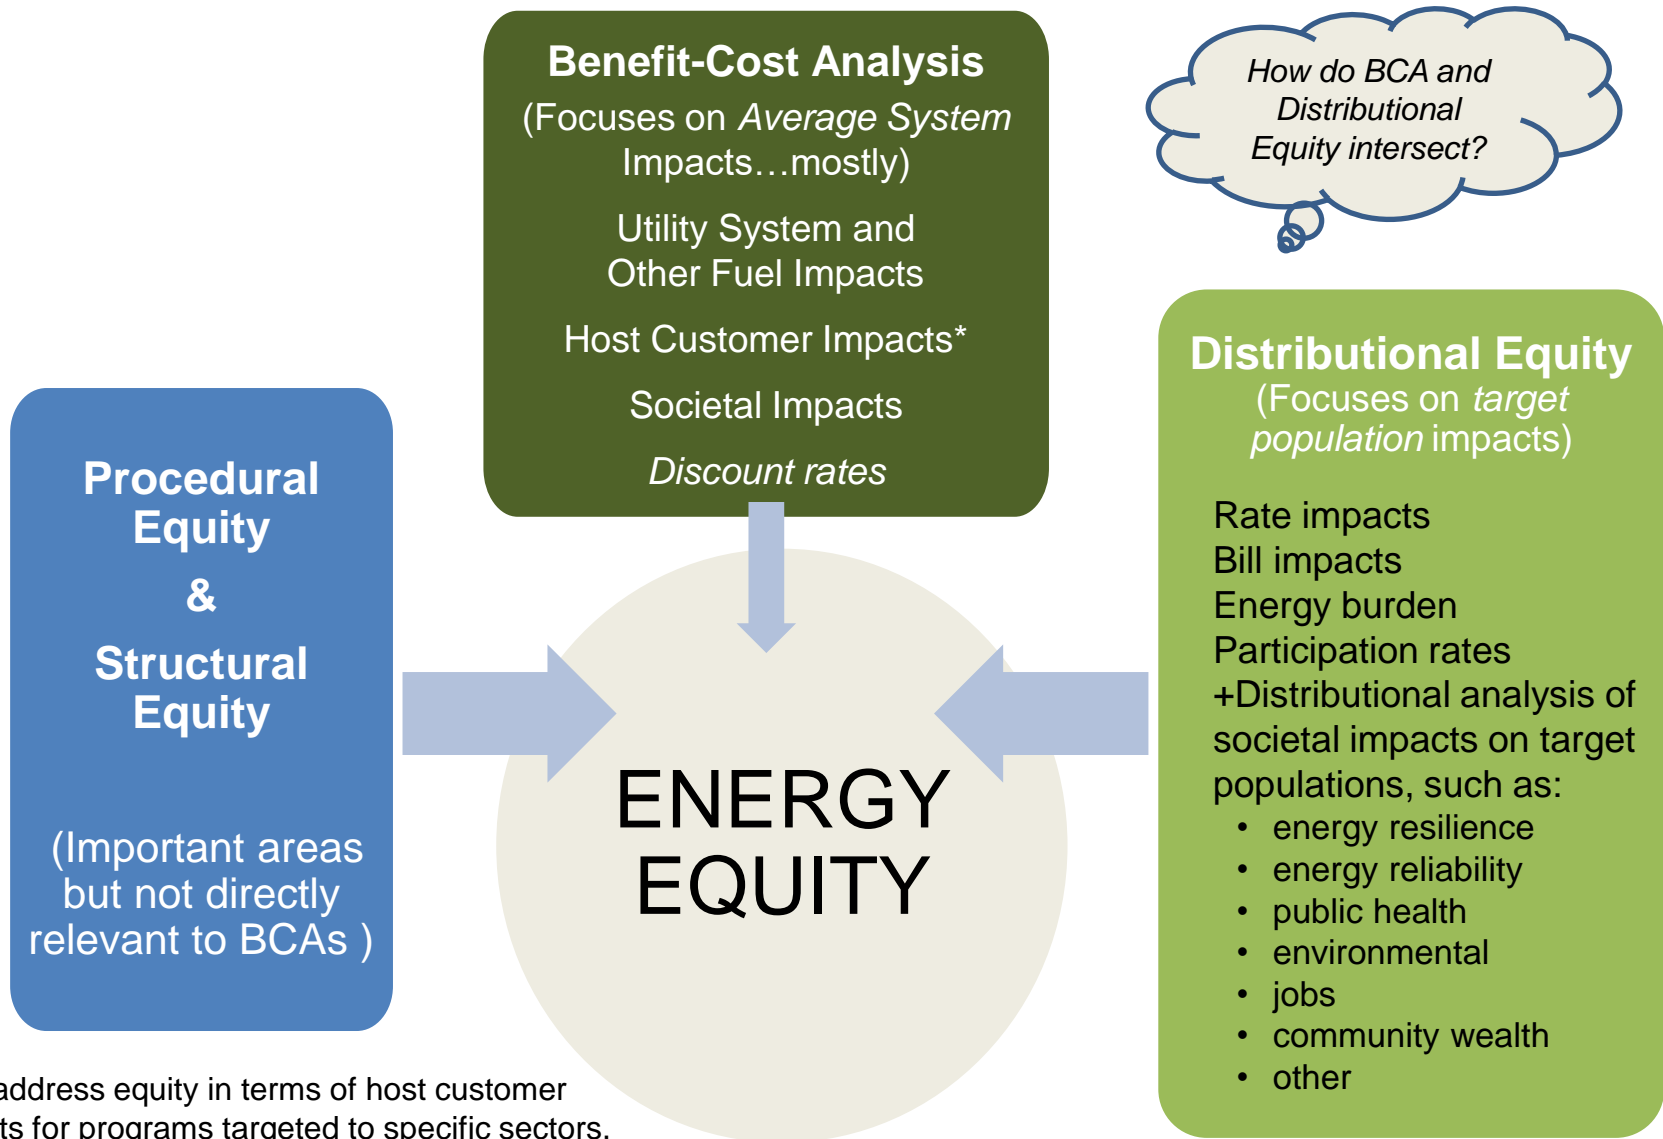 Benefit-Cost Analysis
(Focuses on Average System
Impacts…mostly)
Utility System and
Other Fuel Impacts
Host Customer Impacts*
Societal Impacts
Discount rates
How do BCA and
Distributional
Equity intersect?
Procedural
Equity
&
Structural
Equity
(Important areas
but not directly
relevant to BCAs )
ENERGY
EQUITY
Distributional Equity
(Focuses on target
population impacts)
Rate impacts
Bill impacts
Energy burden
Participation rates
+Distributional analysis of
societal impacts on target
populations, such as:
• energy resilience
• energy reliability
• public health
• environmental
• jobs
• community wealth
• other
address equity in terms of host customer
ts for programs targeted to specific sectors.